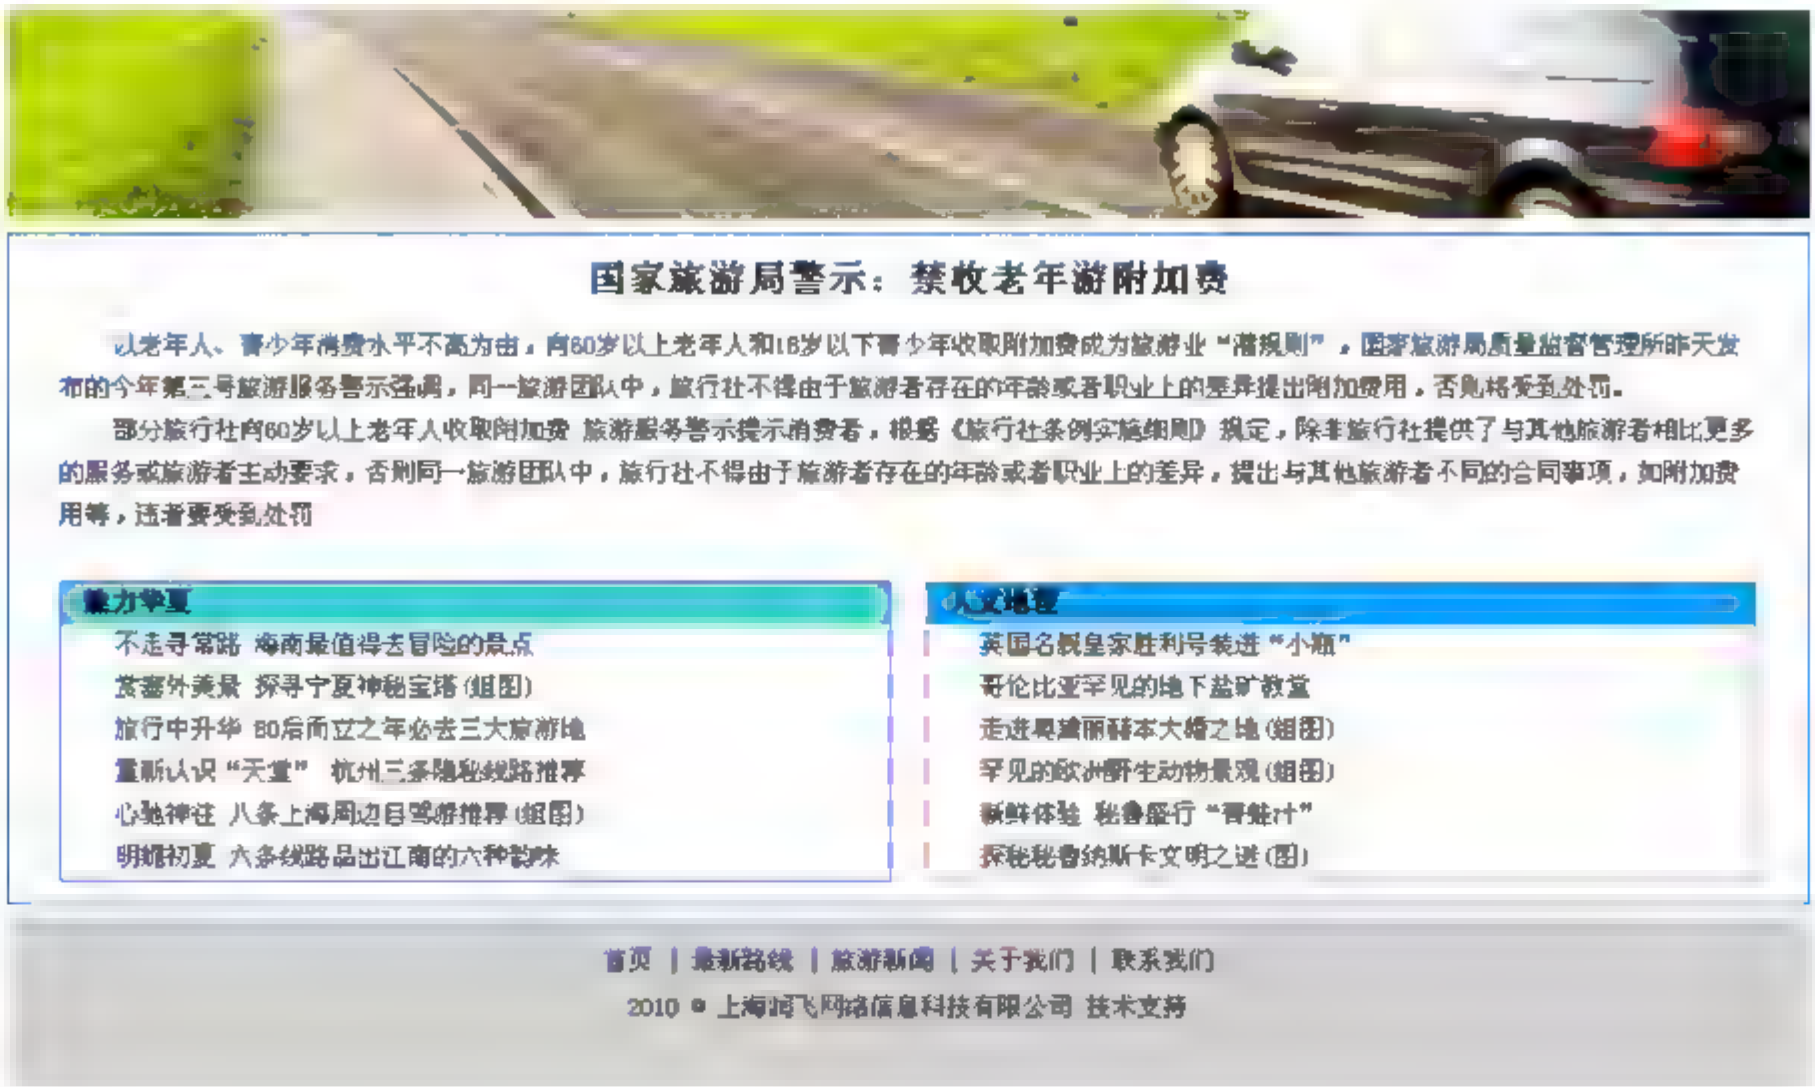 国家旅游局警示：禁收老年游附加费
以老年人、青少年消费水平不高为由，向60岁以上老年人和18岁以下青少年收取附加费成为旅游业“潜规则”，国家旅游局质量监督管理所昨天发
布的今年第三号旅游服务警示强调，同一旅游团队中，旅行社不得由于旅游者存在的年龄或者职业上的差异提出附加费用，否则将受到处罚。
部分旅行社向60岁以上老年人收取附加费 旅游服务警示提示消费者，根据《旅行社条例实施细则》规定，除非旅行社提供了与其他旅游者相比更多
的服务或旅游者主动要求，否则同一旅游团队中，旅行社不得由于旅游者存在的年龄或者职业上的差异，提出与其他旅游者不同的合同事项，如附加费
用等，违者要受到处罚
魅力华夏
人文地理
不走寻常路 海南最值得去冒险的景点
赏塞外美景 探寻宁夏神秘宝塔(组图)
旅行中升华 80后而立之年必去三大旅游地
重新认识“天堂” 杭州三条隐秘线路推荐
心驰神往 八条上海周边自驾游推荐(组图)
明媚初夏 六条线路品出江南的六种韵味
英国名舰皇家胜利号装进“小瓶”
哥伦比亚罕见的地下盐矿教堂
走进奥黛丽赫本大婚之地(组图)
罕见的欧洲野生动物景观(组图)
新鲜体验 秘鲁盛行“青蛙汁”
探秘秘鲁纳斯卡文明之谜(图)
首页 | 最新路线 | 旅游新闻 | 关于我们 | 联系我们
2010 © 上海润飞网络信息科技有限公司 技术支持